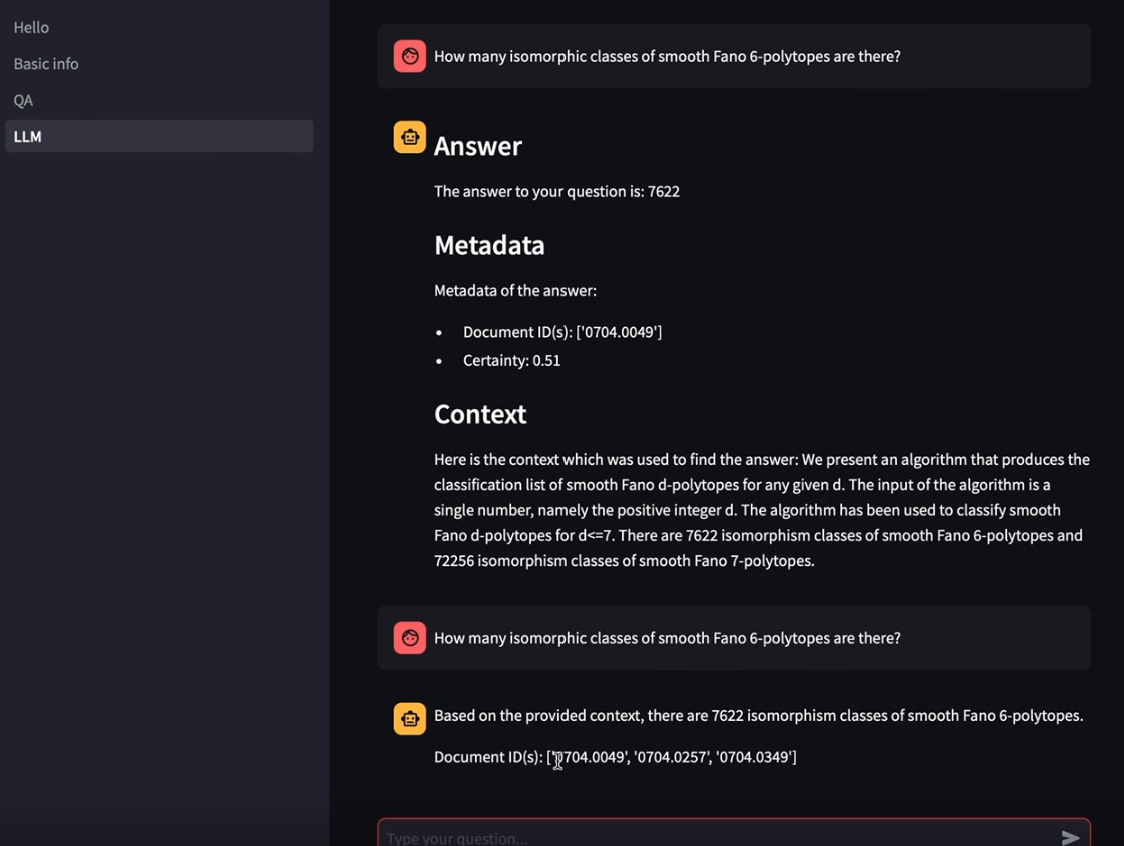 Hello
Basic info
QA
LLM
How many isomorphic classes of smooth Fano 6-polytopes are there?
Answer
The answer to your question is: 7622
Metadata
Metadata of the answer:
• Document ID(s): ['0704.0049']
• Certainty: 0.51
Context
Here is the context which was used to find the answer: We present an algorithm that produces the
classification list of smooth Fano d-polytopes for any given d. The input of the algorithm is a
single number, namely the positive integer d. The algorithm has been used to classify smooth
Fano d-polytopes for d<=7. There are 7622 isomorphism classes of smooth Fano 6-polytopes and
72256 isomorphism classes of smooth Fano 7-polytopes.
How many isomorphic classes of smooth Fano 6-polytopes are there?
Based on the provided context, there are 7622 isomorphism classes of smooth Fano 6-polytopes.
Document ID(s): ['0704.0049', '0704.0257', '0704.0349']
Type your question...